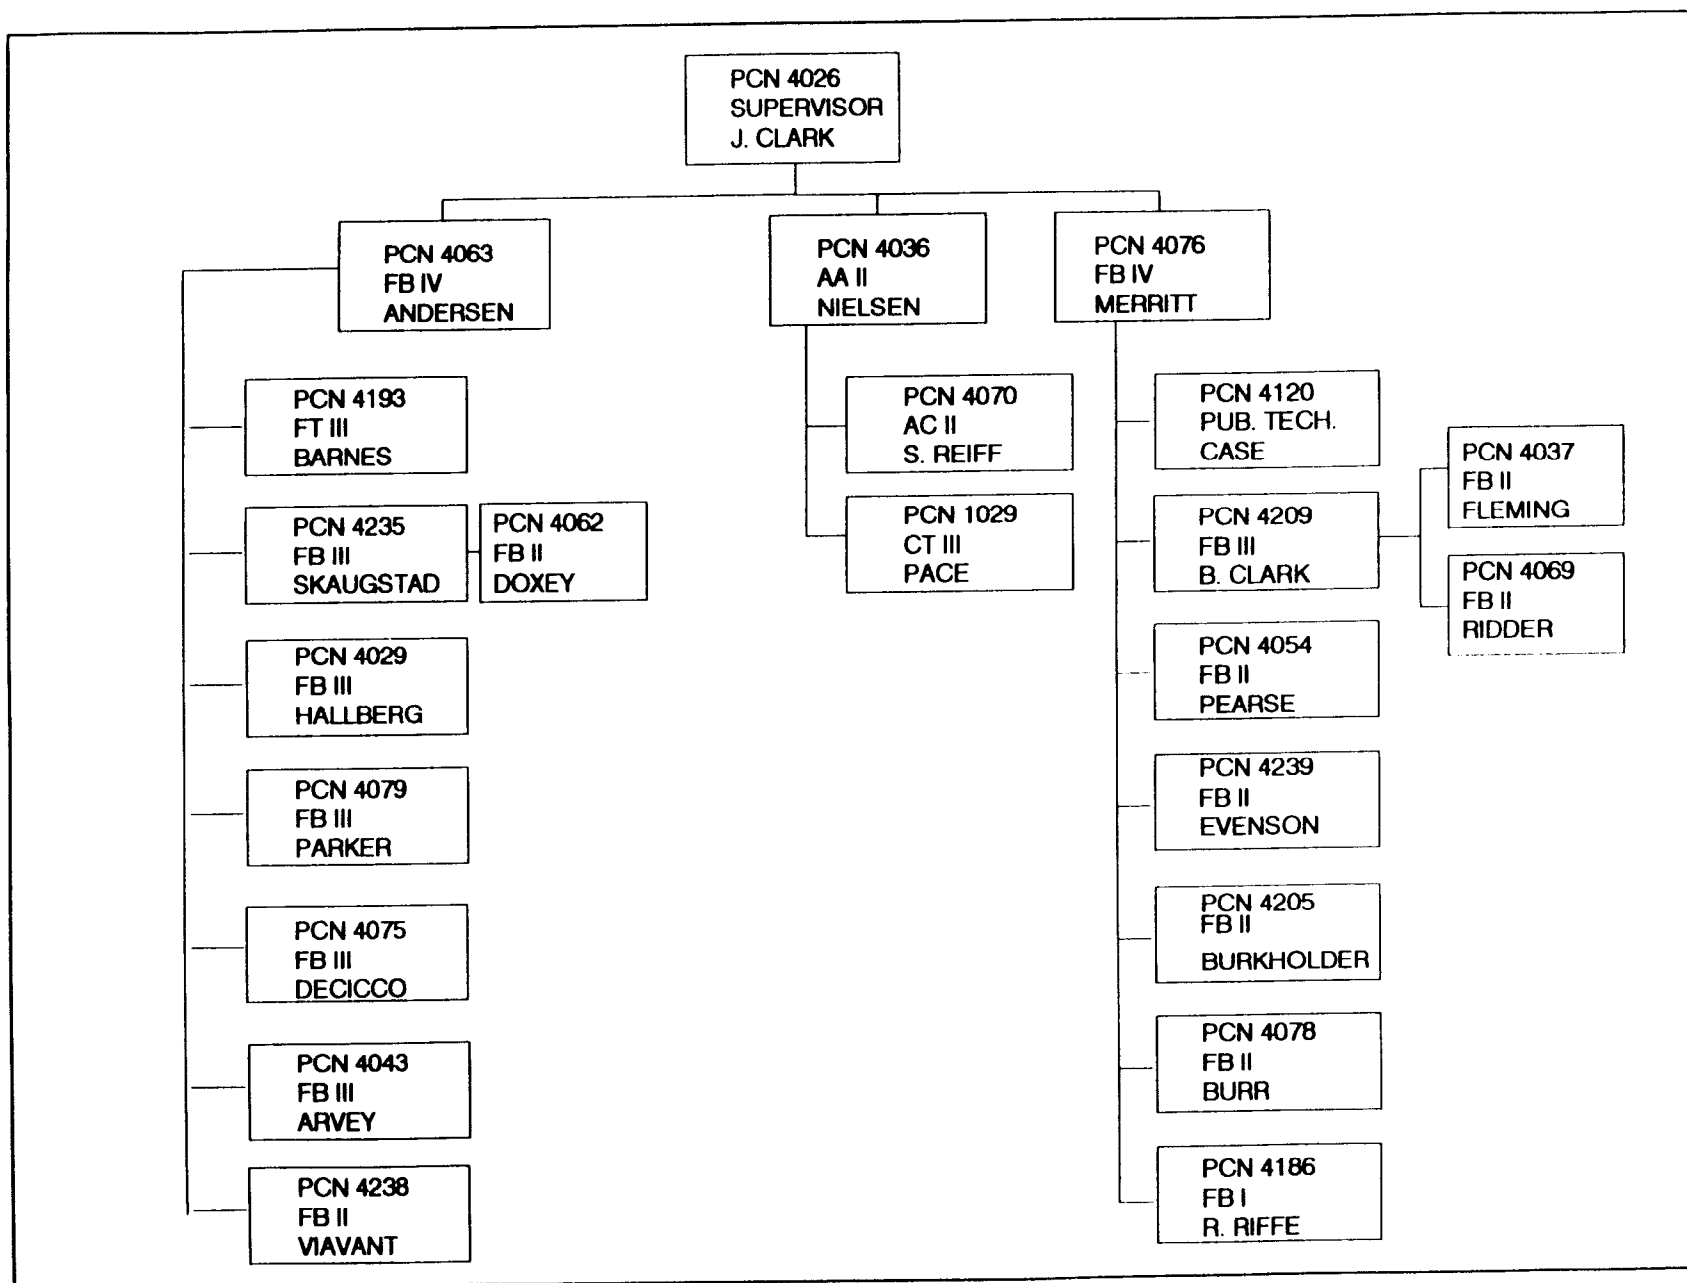 PCN 4026
SUPERVISOR
J. CLARK
PCN 4063
FB IV
ANDERSEN
PCN 4036
AA II
NIELSEN
PCN 4076
FB IV
MERRITT
PCN 4193
FT III
BARNES
PCN 4235
FB III
SKAUGSTAD
PCN 4062
FB II
DOXEY
PCN 4029
FB III
HALLBERG
PCN 4079
FB III
PARKER
PCN 4075
FB III
DECICCO
PCN 4043
FB III
ARVEY
PCN 4238
FB II
VIAVANT
PCN 4070
AC II
S. REIFF
PCN 1029
CT III
PACE
PCN 4120
PUB. TECH.
CASE
PCN 4209
FB III
B. CLARK
PCN 4037
FB II
FLEMING
PCN 4069
FB II
RIDDER
PCN 4054
FB II
PEARSE
PCN 4239
FB II
EVENSON
PCN 4205
FB II
BURKHOLDER
PCN 4078
FB II
BURR
PCN 4186
FB I
R. RIFFE